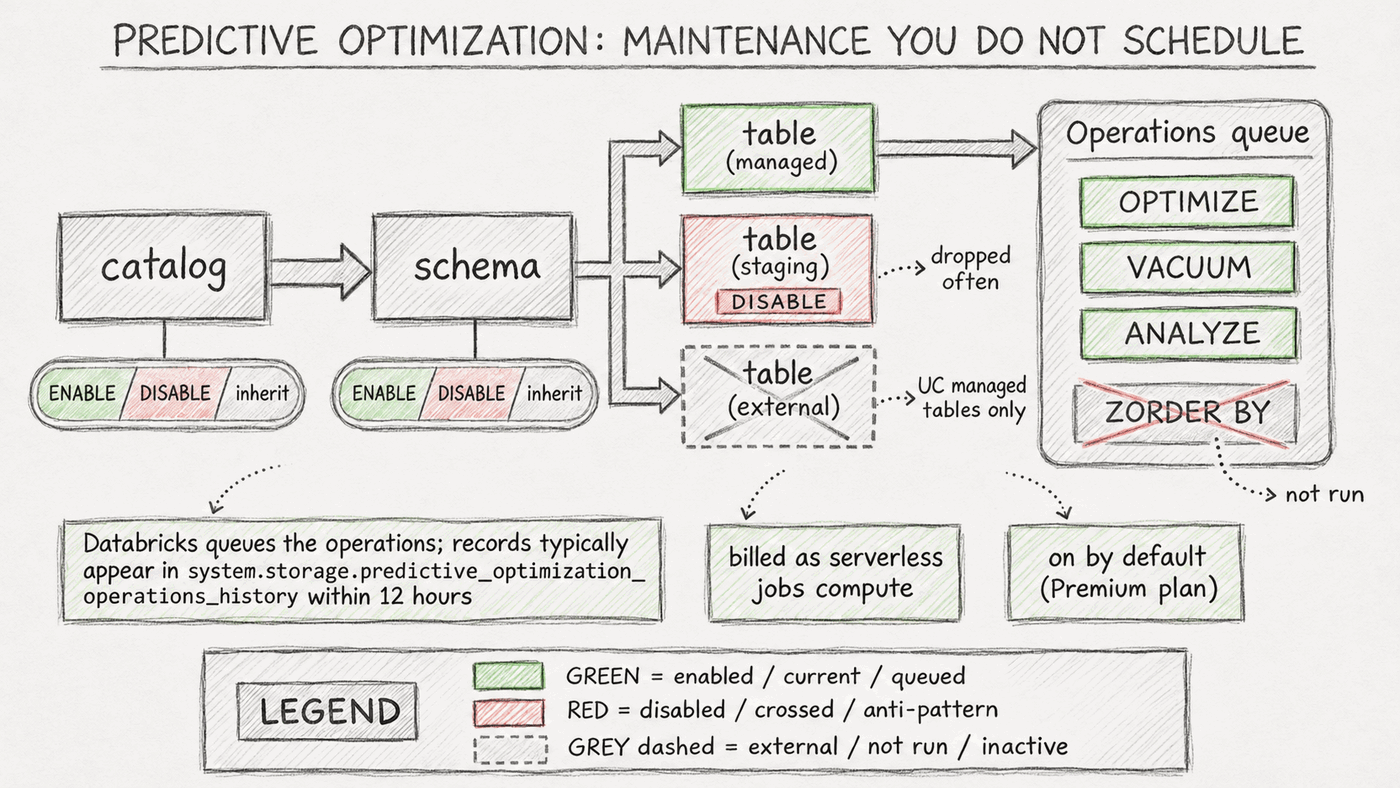 PREDICTIVE OPTIMIZATION: MAINTENANCE YOU DO NOT SCHEDULE
catalog
ENABLE
DISABLE
inherit
schema
ENABLE
DISABLE
inherit
table
(managed)
table
(staging)
DISABLE
dropped
often
table
(external)
UC managed
tables only
Operations queue
OPTIMIZE
VACUUM
ANALYZE
ZORDER BY
not run
Databricks queues the operations; records typically
appear in system.storage.predictive_optimization_
operations_history within 12 hours
billed as serverless
jobs compute
on by default
(Premium plan)
LEGEND
GREEN = enabled / current / queued
RED = disabled / crossed / anti-pattern
GREY dashed = external / not run / inactive